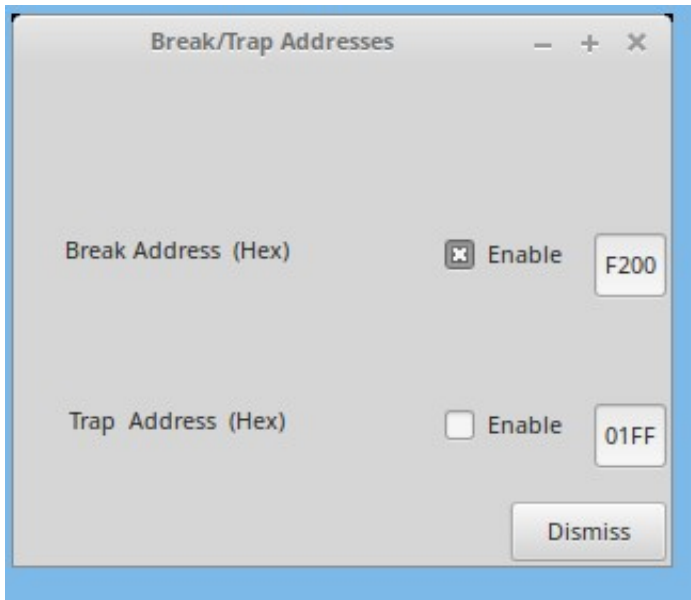 Break/Trap Addresses
Break Address (Hex) Enable F200
Trap Address (Hex) Enable 01FF
Dismiss